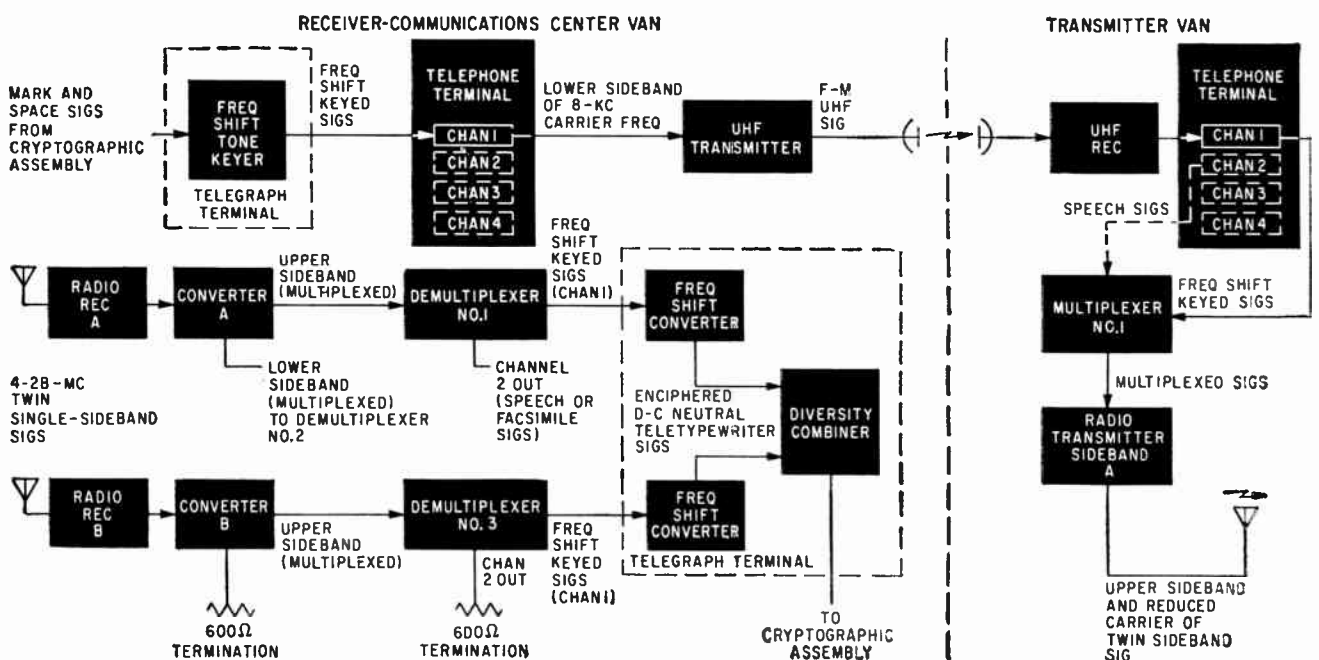 RECEIVER-COMMUNICATIONS CENTER VAN
TRANSMITTER VAN
MARK AND
SPACE SIGS
FROM
CRYPTOGRAPHIC
ASSEMBLY
FREQ
SHIFT
TONE
KEYER
TELEGRAPH
TERMINAL
FREQ
SHIFT
KEYED
SIGS
TELEPHONE
TERMINAL
CHAN 1
CHAN 2
CHAN 3
CHAN 4
LOWER SIDEBAND
OF 8-KC
CARRIER FREQ
UHF
TRANSMITTER
F-M
UHF
SIG
UHF
REC
TELEPHONE
TERMINAL
CHAN 1
CHAN 2
CHAN 3
CHAN 4
SPEECH SIGS
FREQ SHIFT
KEYED SIGS
MULTIPLEXER
NO.1
MULTIPLEXED SIGS
RADIO
TRANSMITTER
SIDEBAND
A
UPPER SIDEBAND
AND REDUCED
CARRIER OF
TWIN SIDEBAND
SIG
RADIO
REC
A
CONVERTER
A
UPPER
SIDEBAND
(MULTIPLEXED)
DEMULTIPLEXER
NO.1
FREQ
SHIFT
KEYED
SIGS
(CHAN 1)
FREQ
SHIFT
CONVERTER
4-28-MC
TWIN
SINGLE-SIDEBAND
SIGS
LOWER
SIDEBAND
(MULTIPLEXED)
TO DEMULTIPLEXER
NO.2
CHANNEL
2 OUT
(SPEECH OR
FACSIMILE
SIGS)
ENCIPHERED
D-C NEUTRAL
TELETYPEWRITER
SIGS
DIVERSITY
COMBINER
RADIO
REC
B
CONVERTER
B
UPPER
SIDEBAND
(MULTIPLEXED)
DEMULTIPLEXER
NO. 3
FREQ
SHIFT
KEYED
SIGS
(CHAN 1)
FREQ
SHIFT
CONVERTER
TELEGRAPH TERMINAL
CHAN
2 OUT
600Ω
TERMINATION
600Ω
TERMINATION
TO
CRYPTOGRAPHIC
ASSEMBLY